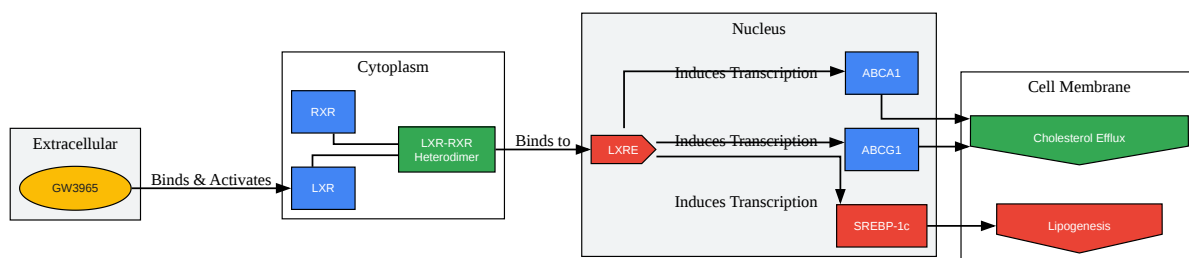 Extracellular
GW3965
Binds & Activates
Cytoplasm
RXR
LXR
LXR-RXR
Heterodimer
Binds to
Nucleus
LXRE
Induces Transcription
ABCA1
Induces Transcription
ABCG1
Induces Transcription
SREBP-1c
Cell Membrane
Cholesterol Efflux
Lipogenesis